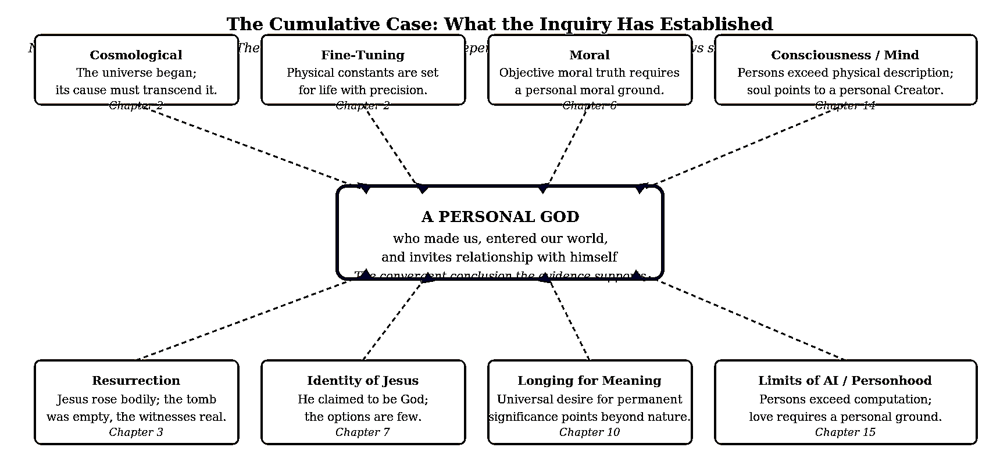 The Cumulative Case: What the Inquiry Has Established
The
Cosmological
The universe began;
its cause must transcend it.
Chapter 2
Fine-Tuning
Physical constants are set
for life with precision.
Chapter 2
Moral
Objective moral truth requires
a personal moral ground.
Chapter 6
Consciousness / Mind
Persons exceed physical description;
soul points to a personal Creator.
Chapter 14
A PERSONAL GOD
who made us, entered our world,
and invites relationship with himself
The convergent conclusion the evidence supports.
Resurrection
Jesus rose bodily; the tomb
was empty, the witnesses real.
Chapter 3
Identity of Jesus
He claimed to be God;
the options are few.
Chapter 7
Longing for Meaning
Universal desire for permanent
significance points beyond nature.
Chapter 10
Limits of AI / Personhood
Persons exceed computation;
love requires a personal ground.
Chapter 15